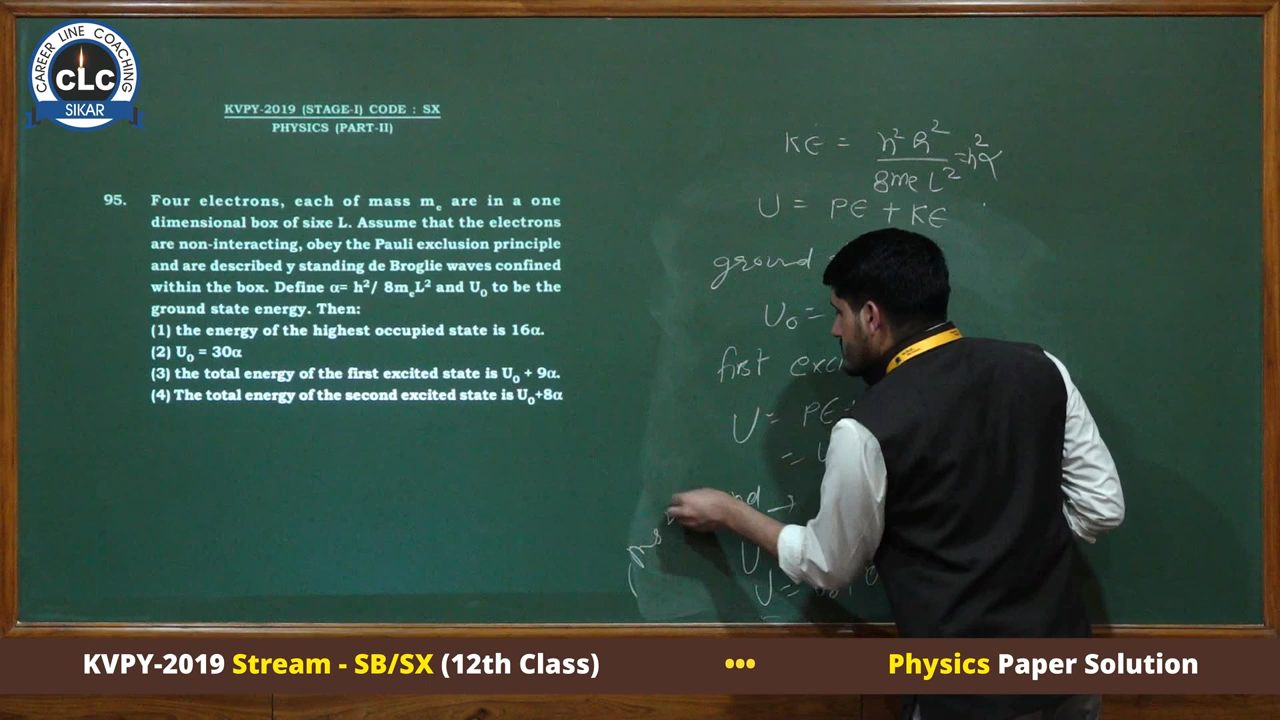 CAREER LINE COACHING
CLC
SIKAR
KVPY-2019 (STAGE-I) CODE : SX
PHYSICS (PART-II)
95. Four electrons, each of mass mₑ are in a one
dimensional box of sixe L. Assume that the electrons
are non-interacting, obey the Pauli exclusion principle
and are described y standing de Broglie waves confined
within the box. Define α= h²/ 8mₑL² and U₀ to be the
ground state energy. Then:
(1) the energy of the highest occupied state is 16α.
(2) U₀ = 30α
(3) the total energy of the first excited state is U₀ + 9α.
(4) The total energy of the second excited state is U₀+8α
KE = n² h² / 8me L² = n²α
U = PE + KE
ground
U₀ =
first exc
U = PE
=
nd →
U
U =
KVPY-2019 Stream - SB/SX (12th Class) ••• Physics Paper Solution